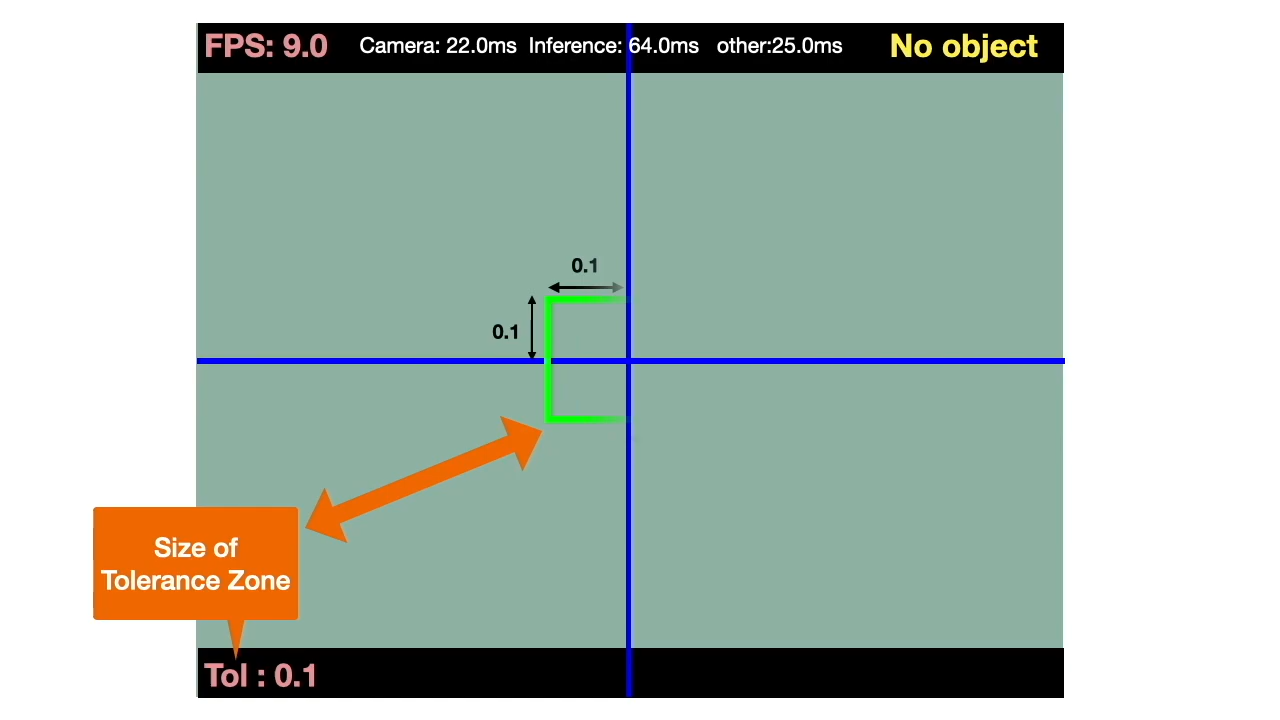 FPS: 9.0 Camera: 22.0ms Inference: 64.0ms other:25.0ms No object
0.1
0.1
Size of
Tolerance Zone
Tol : 0.1